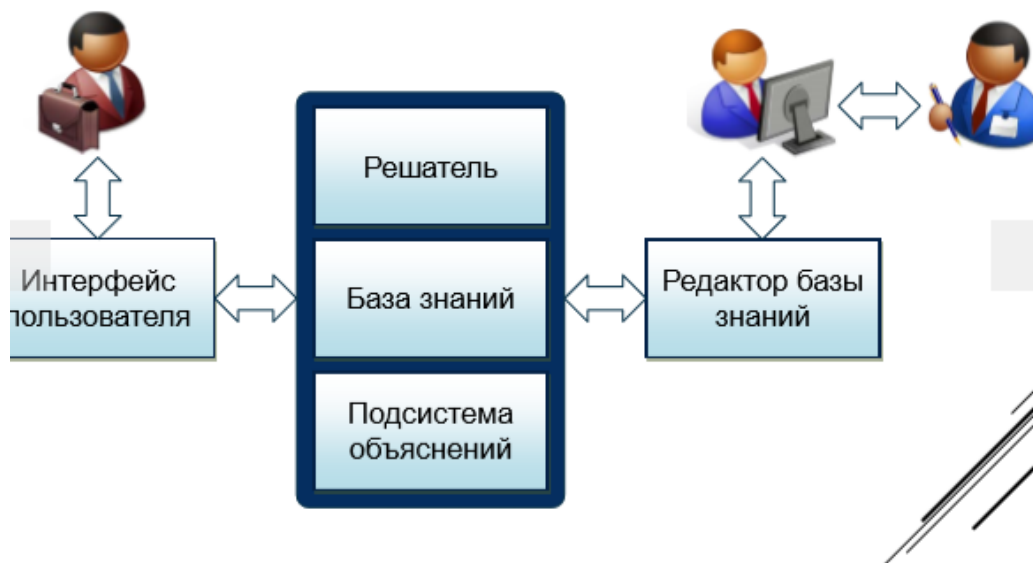 Решатель
Интерфейс
пользователя
База знаний
Редактор базы
знаний
Подсистема
объяснений